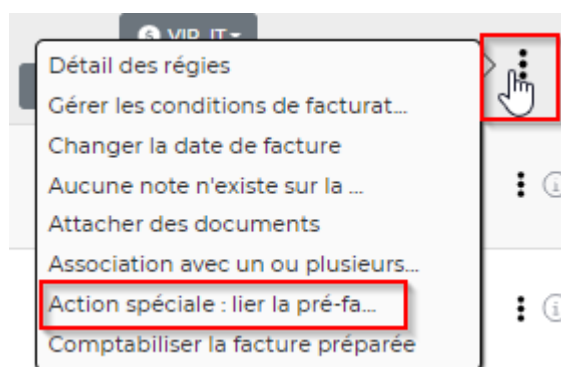 VIP_IT
Détail des régies
Gérer les conditions de facturat...
Changer la date de facture
Aucune note n'existe sur la ...
Attacher des documents
Association avec un ou plusieurs...
Action spéciale : lier la pré-fa...
Comptabiliser la facture préparée